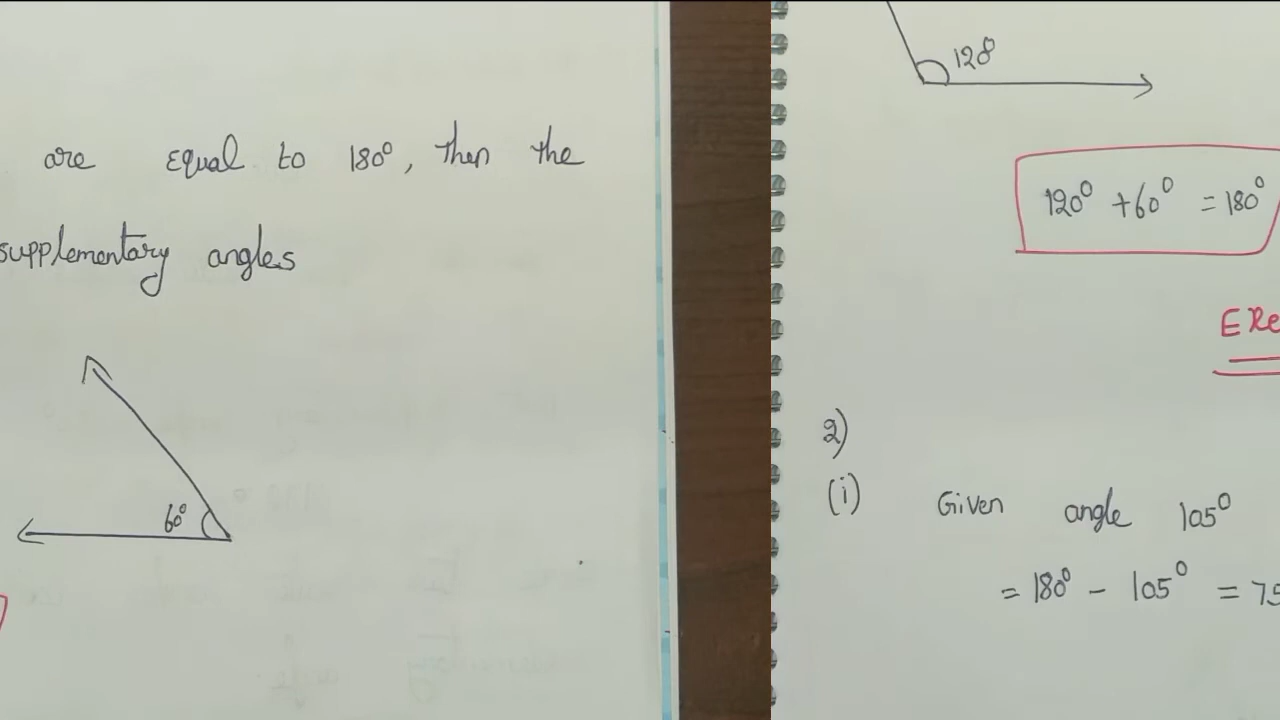 are equal to 180°, then the
supplementary angles
60°
120°
120° + 60° = 180°
2)
(i) Given angle 105°
= 180° - 105° = 75